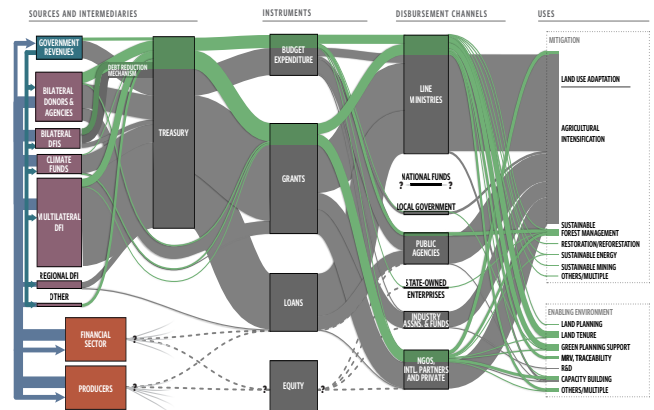 SOURCES AND INTERMEDIARIES
INSTRUMENTS
DISBURSEMENT CHANNELS
USES
GOVERNMENT
REVENUES
BILATERAL
DONORS &
AGENCIES
BILATERAL
DFIS
CLIMATE
FUNDS
MULTILATERAL
DFI
REGIONAL DFI
OTHER
FINANCIAL
SECTOR
?
PRODUCERS
?
DEBT REDUCTION
MECHANISM
TREASURY
BUDGET
EXPENDITURE
GRANTS
LOANS
? EQUITY ?
LINE
MINISTRIES
NATIONAL FUNDS
? ?
LOCAL GOVERNMENT
PUBLIC
AGENCIES
STATE-OWNED
ENTERPRISES
INDUSTRY
ASSNS. & FUNDS
NGOS,
INTL. PARTNERS
AND PRIVATE
MITIGATION
LAND USE ADAPTATION
AGRICULTURAL
INTENSIFICATION
SUSTAINABLE
FOREST MANAGEMENT
RESTORATION/REFORESTATION
SUSTAINABLE ENERGY
SUSTAINABLE MINING
OTHERS/MULTIPLE
ENABLING ENVIRONMENT
LAND PLANNING
LAND TENURE
GREEN PLANNING SUPPORT
MRV, TRACEABILITY
R&D
CAPACITY BUILDING
OTHERS/MULTIPLE